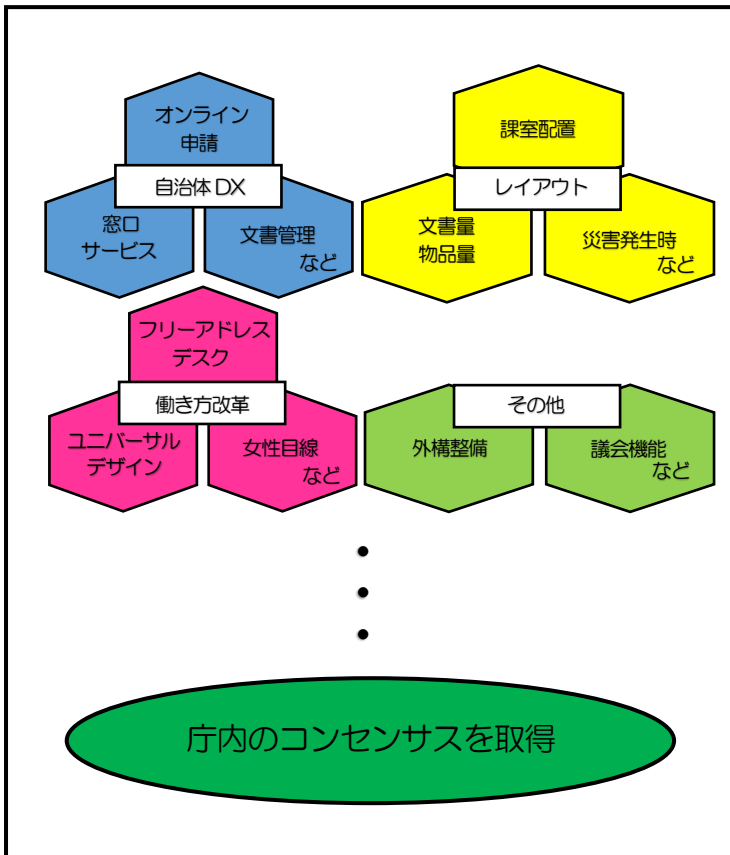 オンライン
申請
自治体 DX
窓口
サービス
文書管理
など
課室配置
レイアウト
文書量
物品量
災害発生時
など
フリーアドレス
デスク
働き方改革
ユニバーサル
デザイン
女性目線
など
その他
外構整備
議会機能
など
庁内のコンセンサスを取得